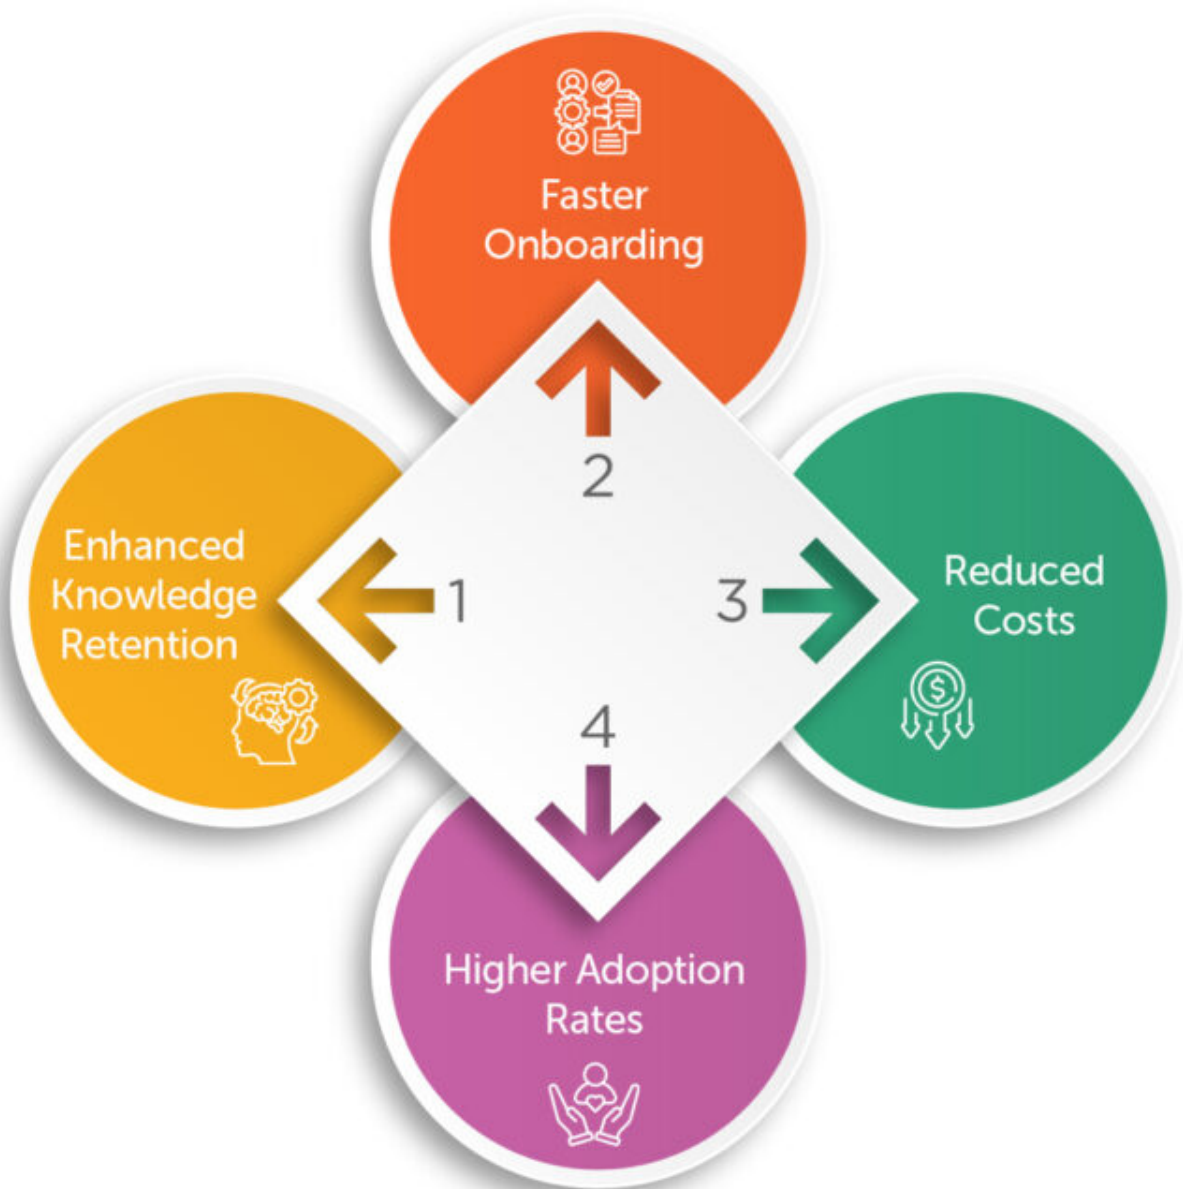 Faster
Onboarding
2
Enhanced
Knowledge
Retention
1
3
Reduced
Costs
$
4
Higher Adoption
Rates